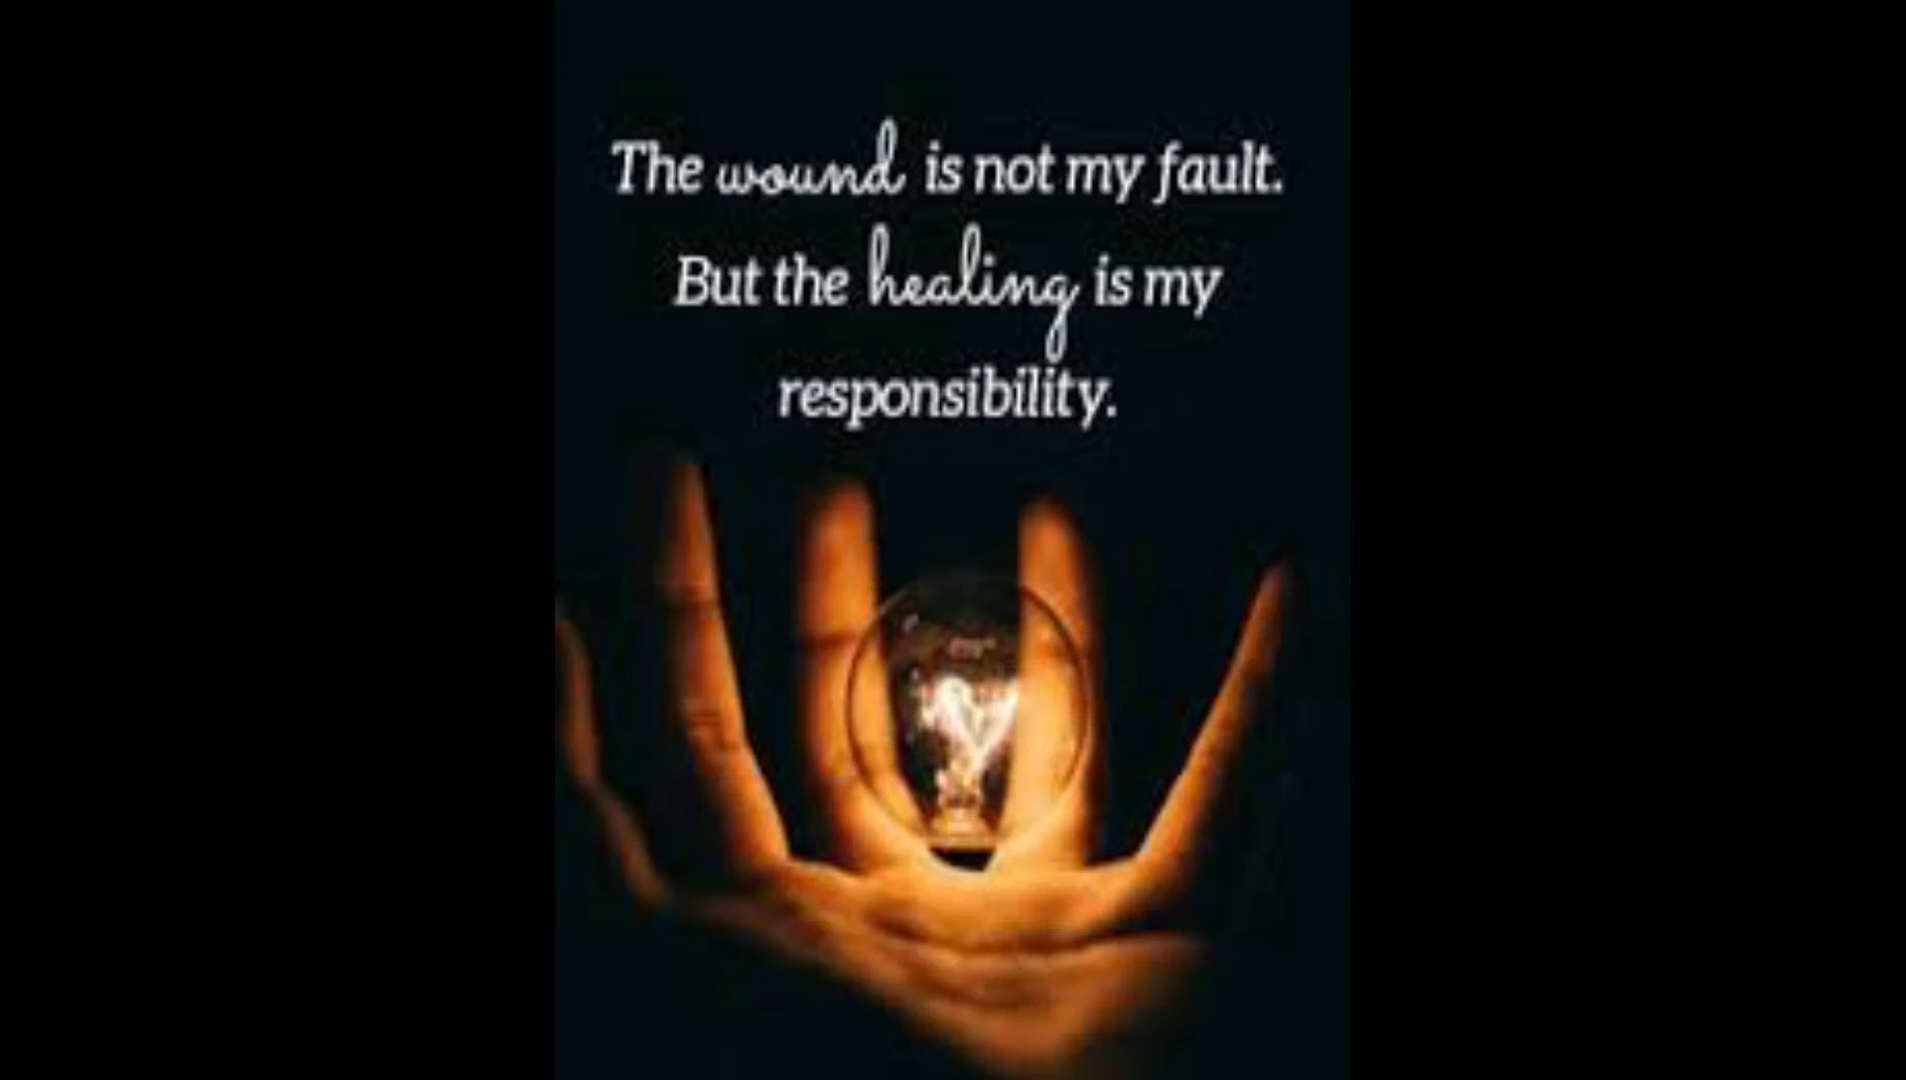 The wound is not my fault.
But the healing is my
responsibility.